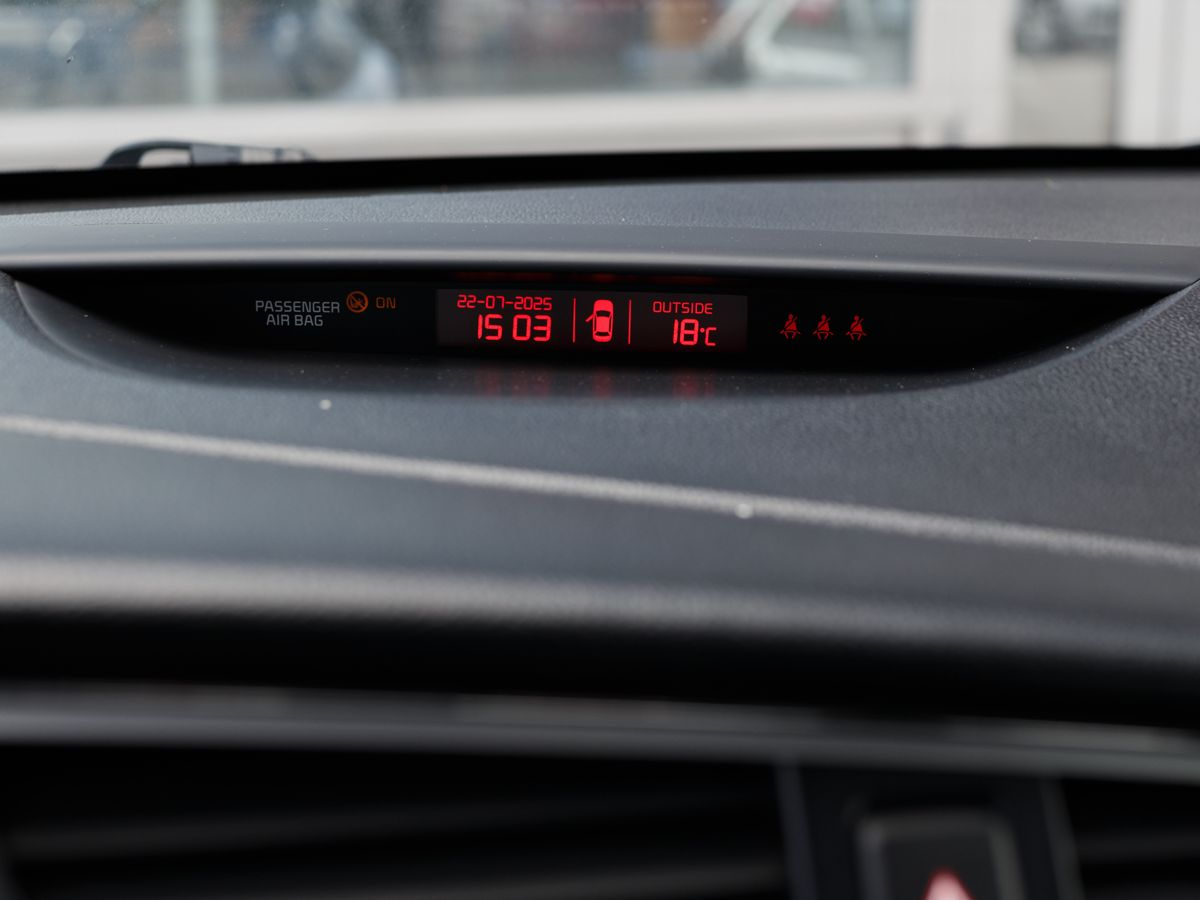 PASSENGER
AIR BAG
ON
22-07-2025
15 03
OUTSIDE
18°C